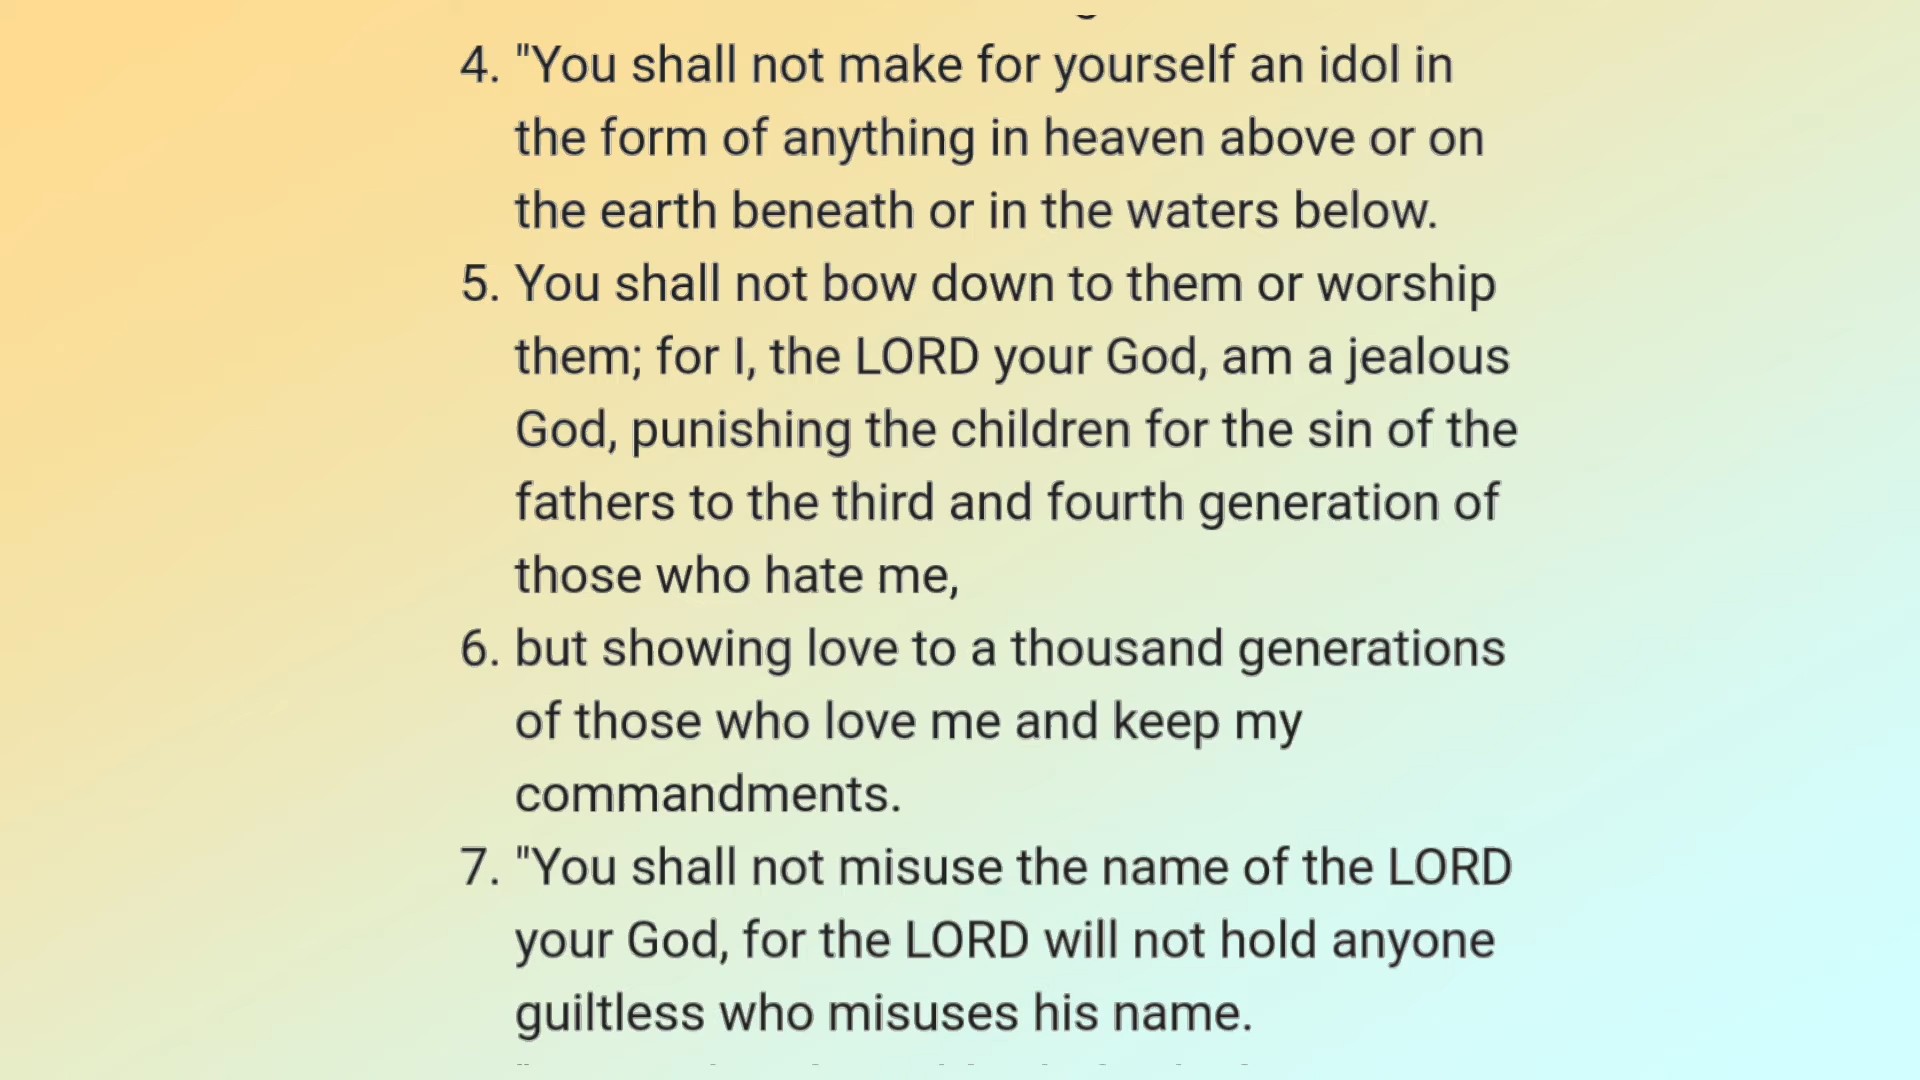 4. "You shall not make for yourself an idol in
the form of anything in heaven above or on
the earth beneath or in the waters below.
5. You shall not bow down to them or worship
them; for I, the LORD your God, am a jealous
God, punishing the children for the sin of the
fathers to the third and fourth generation of
those who hate me,
6. but showing love to a thousand generations
of those who love me and keep my
commandments.
7. "You shall not misuse the name of the LORD
your God, for the LORD will not hold anyone
guiltless who misuses his name.